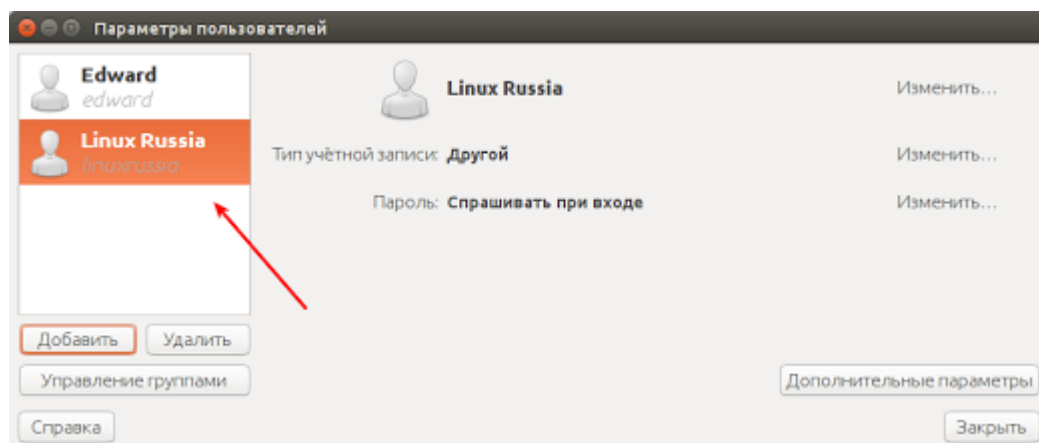 Параметры пользователей
Edward
edward
Linux Russia
linuxrussia
Linux Russia
Изменить...
Тип учётной записи: Другой
Изменить...
Пароль: Спрашивать при входе
Изменить...
Добавить
Удалить
Управление группами
Дополнительные параметры
Справка
Закрыть